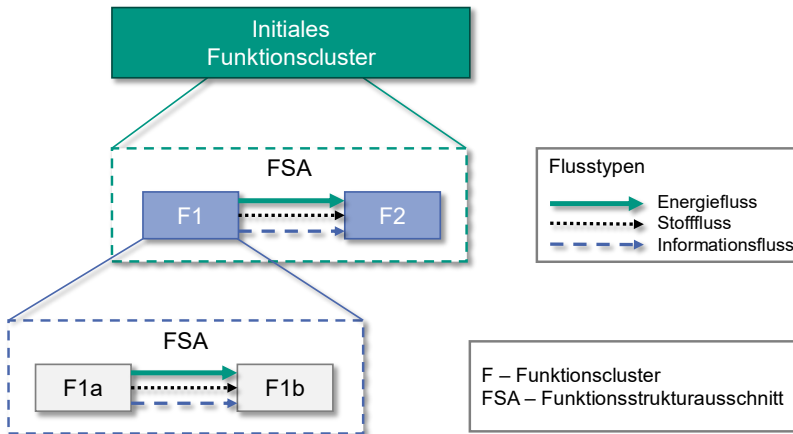 Initiales
Funktionscluster
FSA
F1
F2
Flusstypen
Energiefluss
Stofffluss
Informationsfluss
FSA
F1a
F1b
F – Funktionscluster
FSA – Funktionsstrukturausschnitt